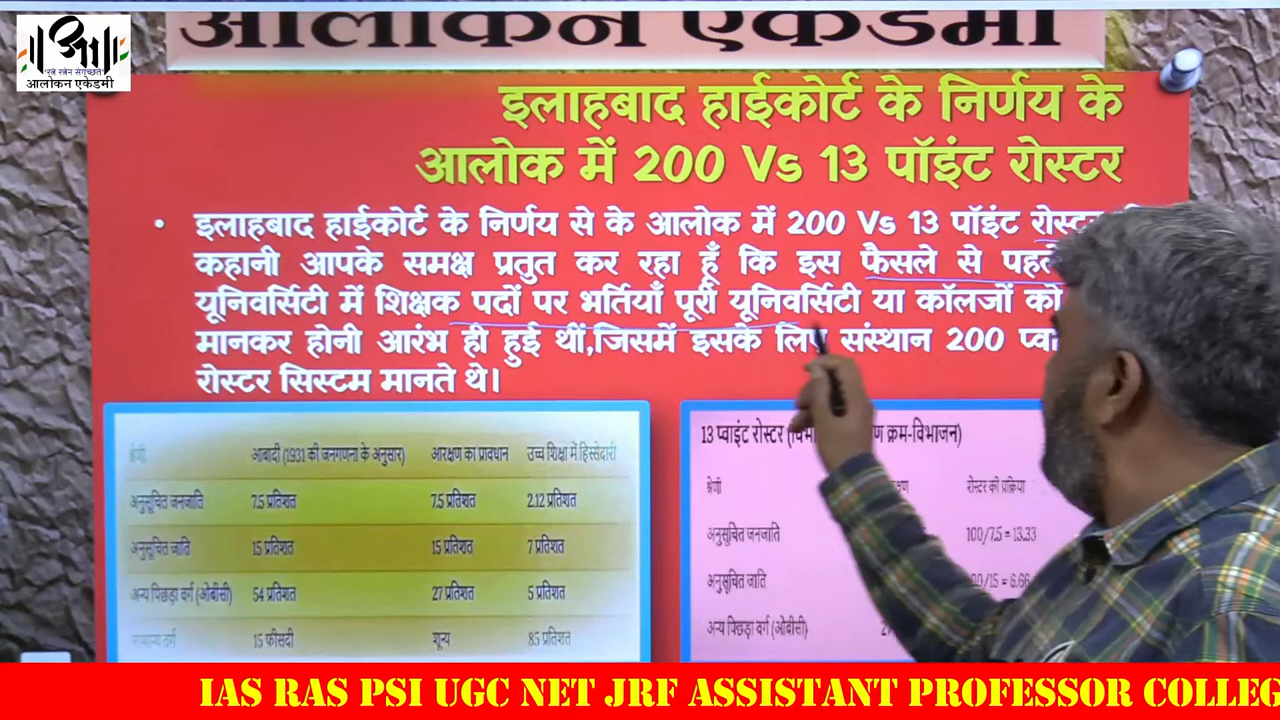 आलोकन एकेडमी
आलोकन एकेडमी
इलाहबाद हाईकोर्ट के निर्णय के
आलोक में 200 Vs 13 पॉइंट रोस्टर
• इलाहबाद हाईकोर्ट के निर्णय से के आलोक में 200 Vs 13 पॉइंट रोस्टर
कहानी आपके समक्ष प्रतुत कर रहा हूँ कि इस फैसले से पहले
यूनिवर्सिटी में शिक्षक पदों पर भर्तियाँ पूरी यूनिवर्सिटी या कॉलजों को
मानकर होनी आरंभ ही हुई थीं,जिसमें इसके लिए संस्थान 200
रोस्टर सिस्टम मानते थे।
श्रेणी आबादी (1931 की जनगणना के अनुसार) आरक्षण का प्रावधान उच्च शिक्षा में हिस्सेदारी
अनुसूचित जनजाति 7.5 प्रतिशत 7.5 प्रतिशत 2.12 प्रतिशत
अनुसूचित जाति 15 प्रतिशत 15 प्रतिशत 7 प्रतिशत
अन्य पिछड़ा वर्ग (ओबीसी) 54 प्रतिशत 27 प्रतिशत 5 प्रतिशत
सामान्य वर्ग 15 फीसदी शून्य 85 प्रतिशत
13 प्वाइंट रोस्टर क्रम-विभाजन)
श्रेणी रोस्टर की प्रक्रिया
अनुसूचित जनजाति 100/7.5 = 13.33
अनुसूचित जाति
अन्य पिछड़ा वर्ग (ओबीसी)
IAS RAS PSI UGC NET JRF ASSISTANT PROFESSOR COLLEG